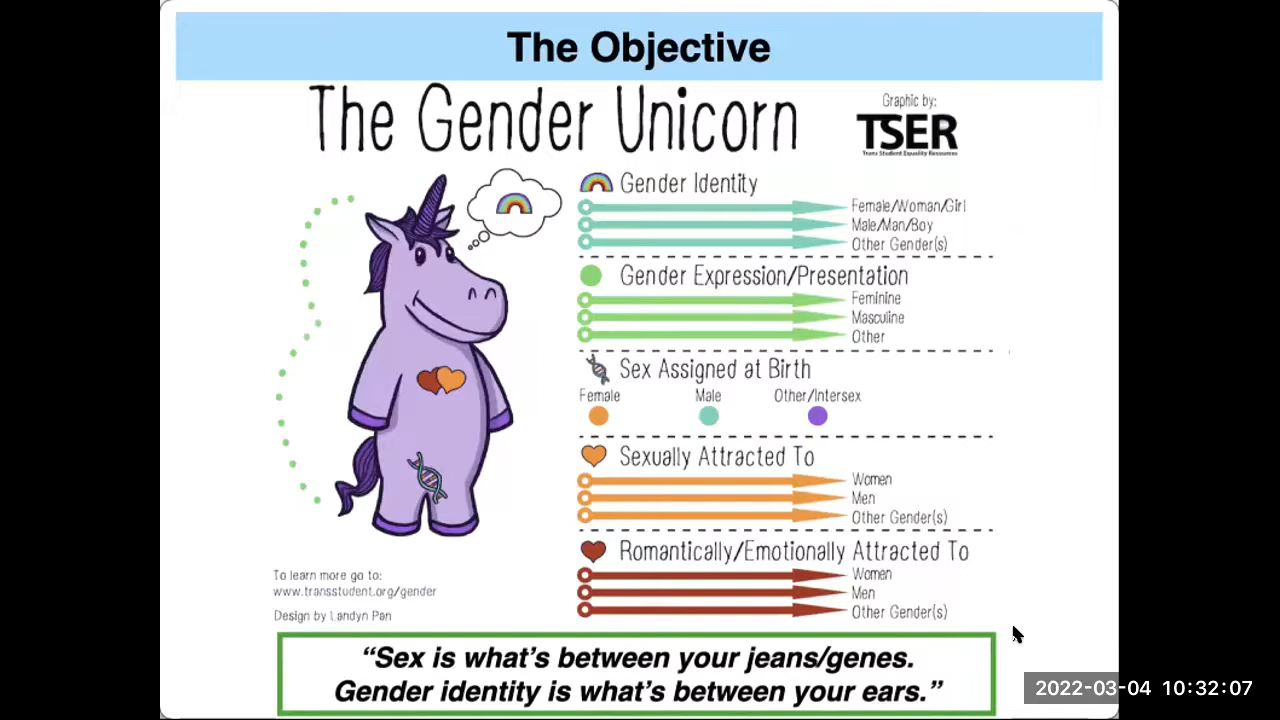 The Objective
The Gender Unicorn
Graphic by:
TSER
Trans Student Equality Resources
Gender Identity
Female/Woman/Girl
Male/Man/Boy
Other Gender(s)
Gender Expression/Presentation
Feminine
Masculine
Other
Sex Assigned at Birth
Female Male Other/Intersex
Sexually Attracted To
Women
Men
Other Gender(s)
Romantically/Emotionally Attracted To
Women
Men
Other Gender(s)
To learn more go to:
www.transstudent.org/gender
Design by Landyn Pan
“Sex is what’s between your jeans/genes.
Gender identity is what’s between your ears.”
2022-03-04 10:32:07